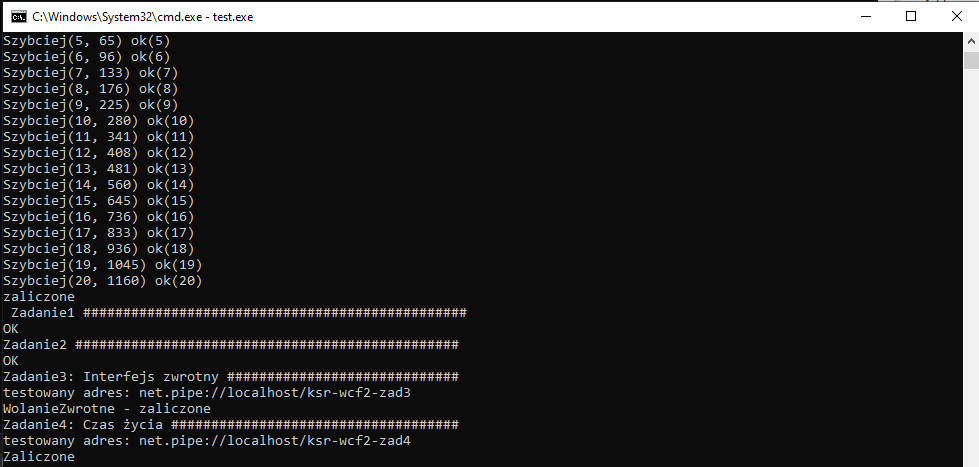 C:\Windows\System32\cmd.exe - test.exe
Szybciej(5, 65) ok(5)
Szybciej(6, 96) ok(6)
Szybciej(7, 133) ok(7)
Szybciej(8, 176) ok(8)
Szybciej(9, 225) ok(9)
Szybciej(10, 280) ok(10)
Szybciej(11, 341) ok(11)
Szybciej(12, 408) ok(12)
Szybciej(13, 481) ok(13)
Szybciej(14, 560) ok(14)
Szybciej(15, 645) ok(15)
Szybciej(16, 736) ok(16)
Szybciej(17, 833) ok(17)
Szybciej(18, 936) ok(18)
Szybciej(19, 1045) ok(19)
Szybciej(20, 1160) ok(20)
zaliczone
 Zadanie1 ################################################
OK
Zadanie2 ################################################
OK
Zadanie3: Interfejs zwrotny #############################
testowany adres: net.pipe://localhost/ksr-wcf2-zad3
WolanieZwrotne - zaliczone
Zadanie4: Czas życia ####################################
testowany adres: net.pipe://localhost/ksr-wcf2-zad4
Zaliczone